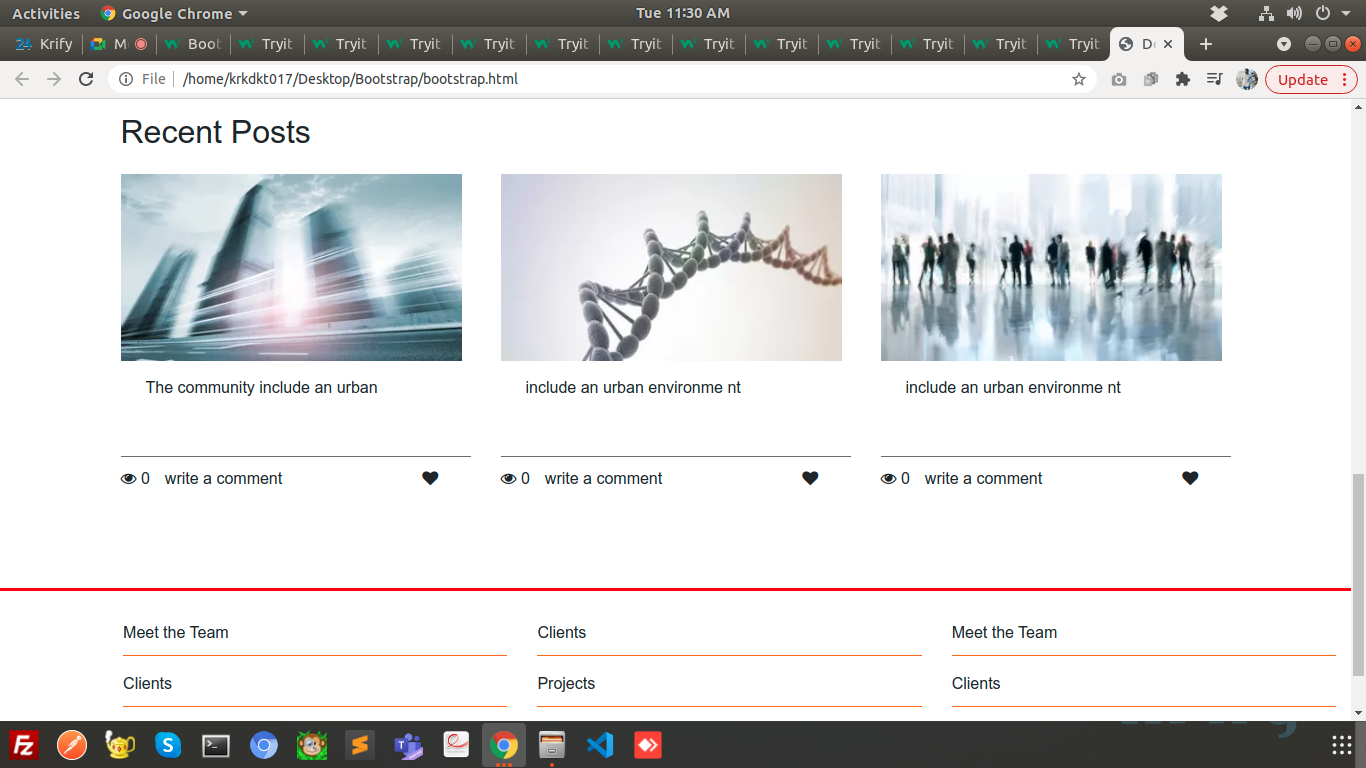 Activities Google Chrome Tue 11:30 AM
24 Krify M Boot Tryit Tryit Tryit Tryit Tryit Tryit Tryit Tryit Tryit Tryit Tryit Tryit D
File /home/krkdkt017/Desktop/Bootstrap/bootstrap.html Update
Recent Posts
The community include an urban
include an urban environme nt
include an urban environme nt
0 write a comment
0 write a comment
0 write a comment
Meet the Team Clients Meet the Team
Clients Projects Clients